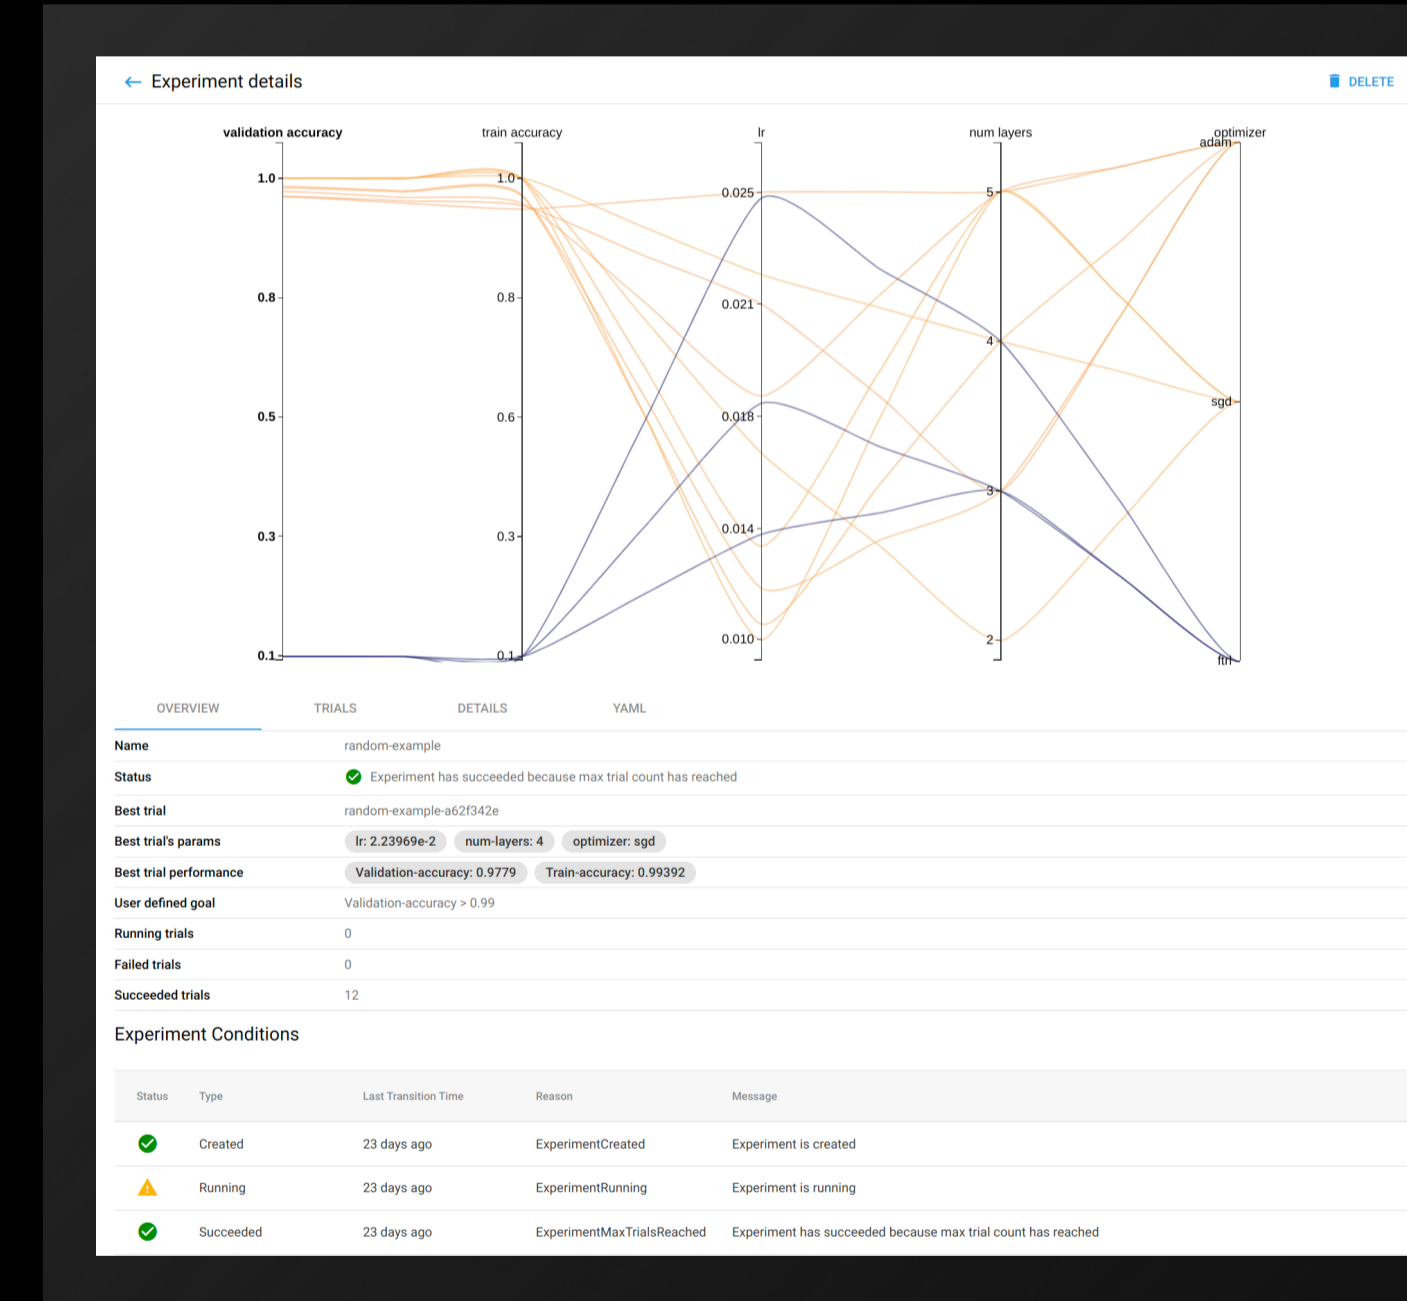 Experiment details
DELETE
validation accuracy train accuracy lr num layers optimizer
adam
1.0 1.0 0.025 5
0.8 0.8 0.021 4
sgd
0.5 0.6 0.018
3
0.3 0.3 0.014
2
0.1 0.1 0.010
ftrl
OVERVIEW TRIALS DETAILS YAML
Name random-example
Status Experiment has succeeded because max trial count has reached
Best trial random-example-a62f342e
Best trial's params lr: 2.23969e-2 num-layers: 4 optimizer: sgd
Best trial performance Validation-accuracy: 0.9779 Train-accuracy: 0.99392
User defined goal Validation-accuracy > 0.99
Running trials 0
Failed trials 0
Succeeded trials 12
Experiment Conditions
Status Type Last Transition Time Reason Message
Created 23 days ago ExperimentCreated Experiment is created
Running 23 days ago ExperimentRunning Experiment is running
Succeeded 23 days ago ExperimentMaxTrialsReached Experiment has succeeded because max trial count has reached